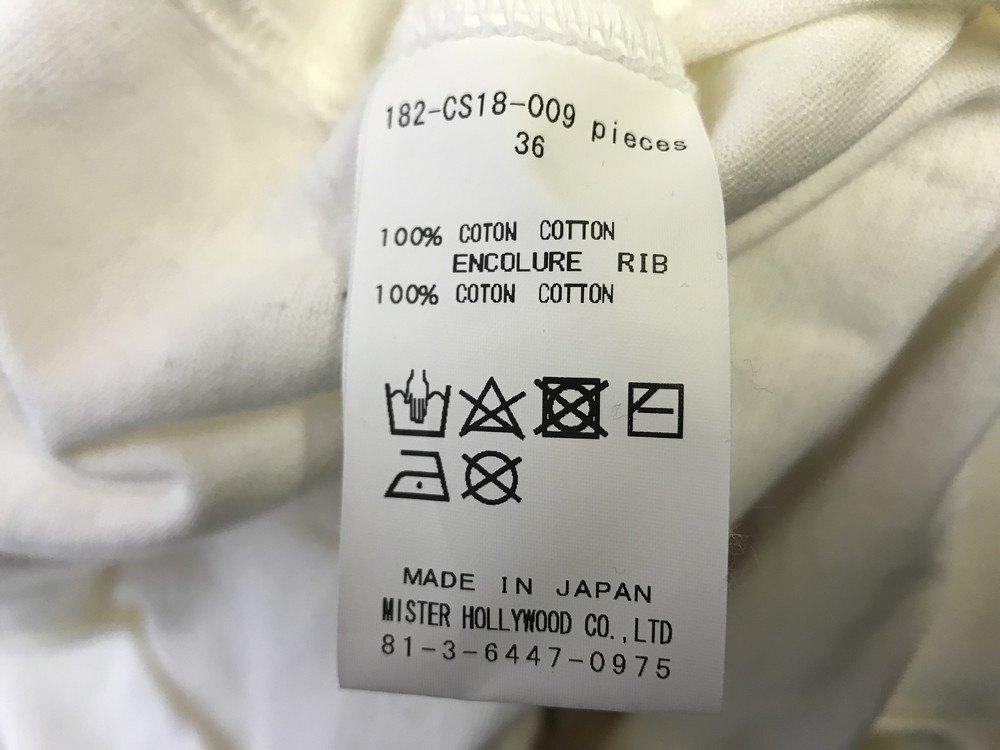 182-CS18-009 pieces
36
100% COTON COTTON
ENCOLURE RIB
100% COTON COTTON
MADE IN JAPAN
MISTER HOLLYWOOD CO.,LTD
81-3-6447-0975